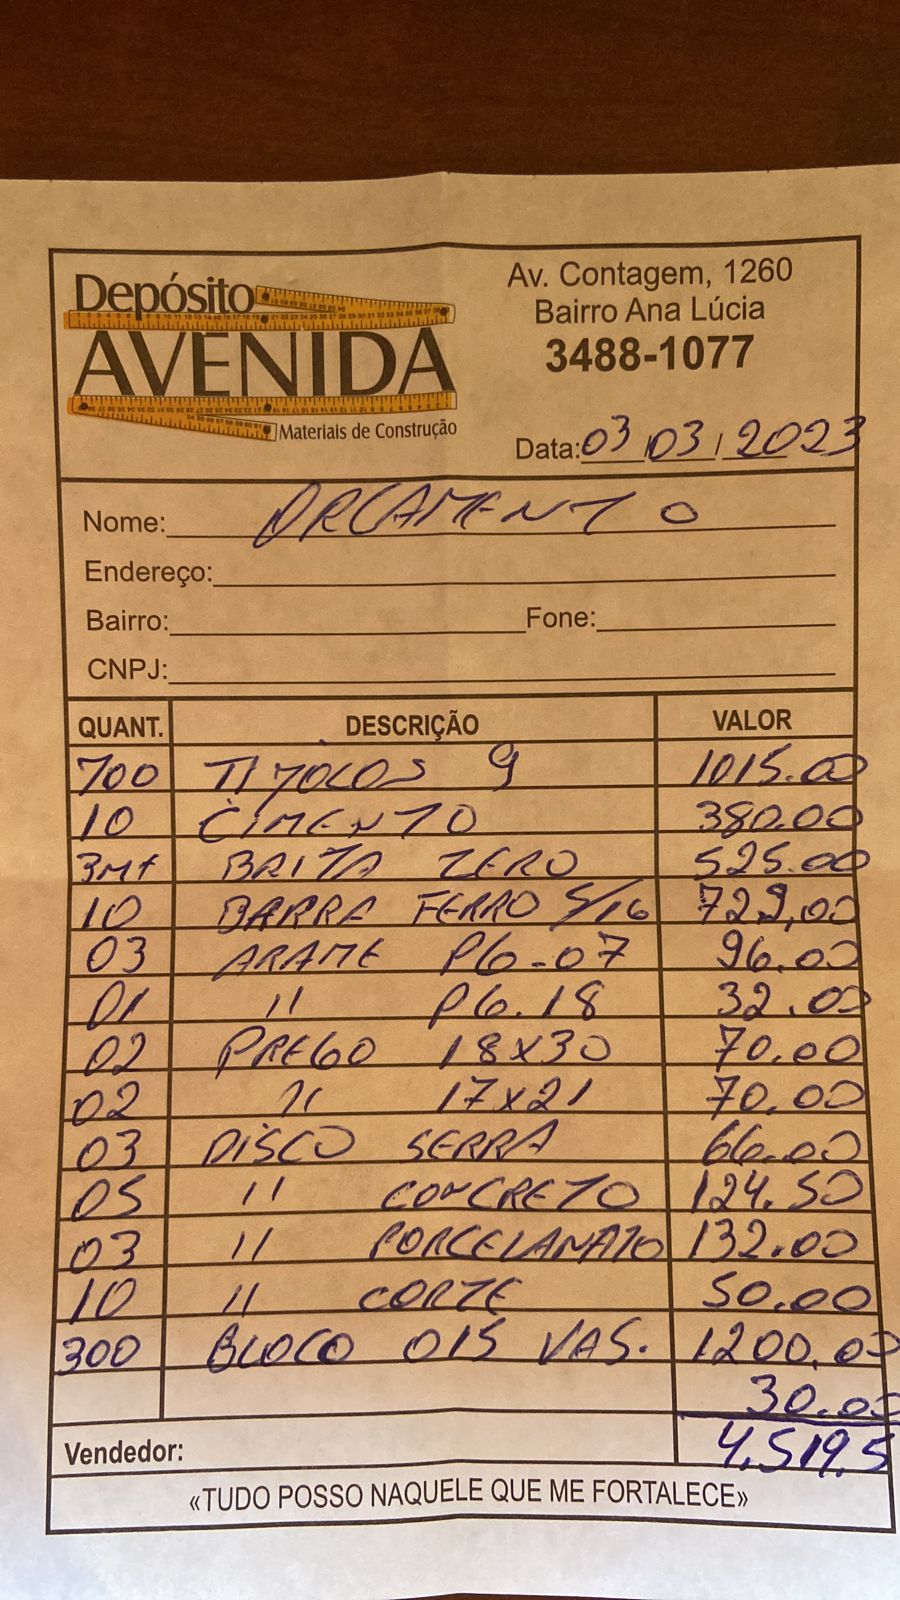 Depósito
AVENIDA
Materiais de Construção
Av. Contagem, 1260
Bairro Ana Lúcia
3488-1077
Data: 03/03/2023
Nome: ORCAMENTO
Endereço:
Bairro: Fone:
CNPJ:
QUANT. DESCRIÇÃO VALOR
700 TIJOLOS 9 1015.00
10 CIMENTO 380.00
3MT BRITA ZERO 525.00
10 BARRA FERRO 5/16 729,00
03 ARAME PG-07 96.00
01 " PG.18 32.00
02 PREGO 18x30 70.00
02 " 17x21 70.00
03 DISCO SERRA 66.00
05 " CONCRETO 124.50
03 " PORCELANATO 132.00
10 " CORTE 50.00
300 BLOCO 015 VAS. 1200,00
30.00
Vendedor: 4.519,5
«TUDO POSSO NAQUELE QUE ME FORTALECE»